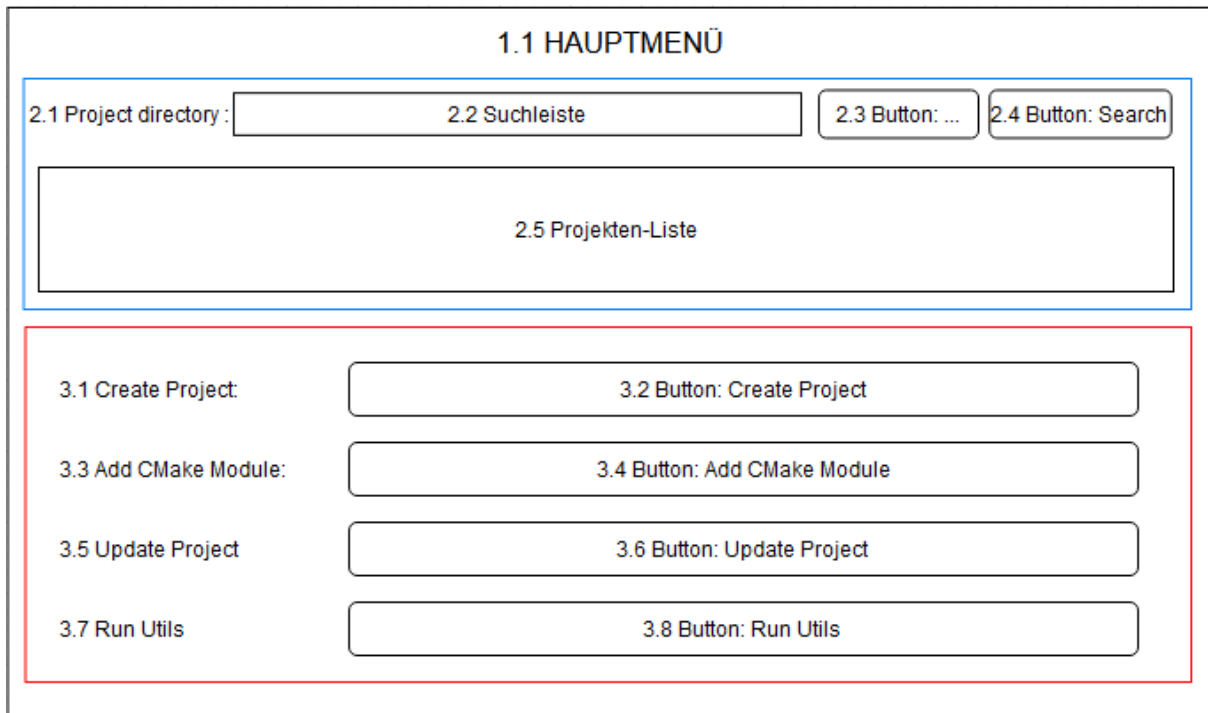 1.1 HAUPTMENÜ
2.1 Project directory : 2.2 Suchleiste 2.3 Button: ... 2.4 Button: Search
2.5 Projekten-Liste
3.1 Create Project: 3.2 Button: Create Project
3.3 Add CMake Module: 3.4 Button: Add CMake Module
3.5 Update Project 3.6 Button: Update Project
3.7 Run Utils 3.8 Button: Run Utils